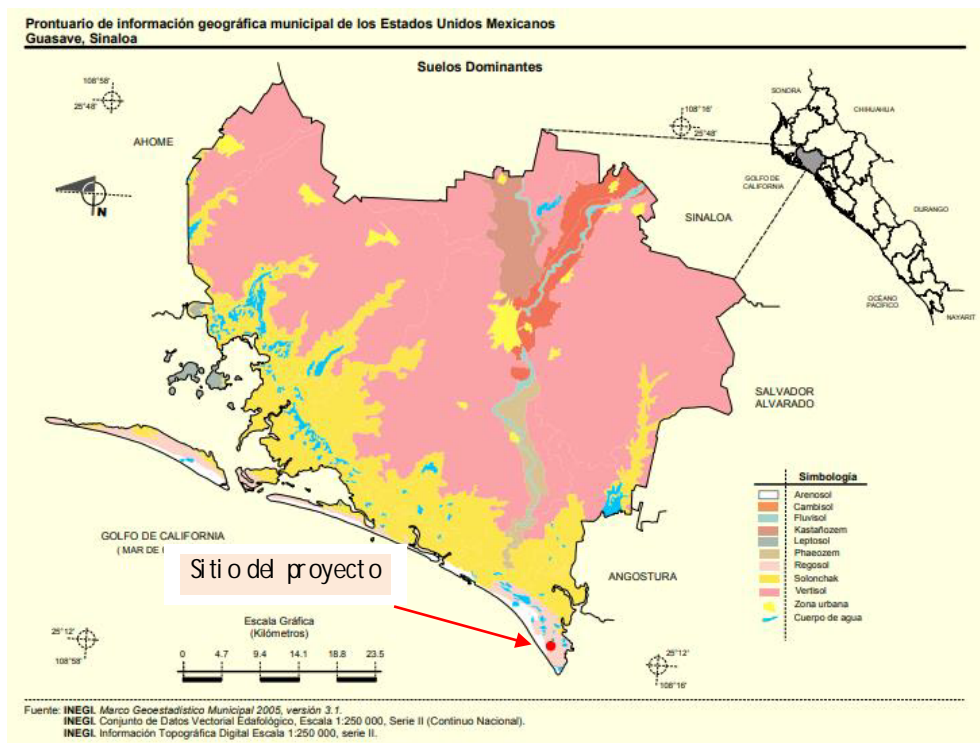 Prontuario de información geográfica municipal de los Estados Unidos Mexicanos
Guasave, Sinaloa
Suelos Dominantes
108°58'
25°48'
108°16'
25°48'
SONORA
CHIHUAHUA
GOLFO DE
CALIFORNIA
DURANGO
OCÉANO
PACÍFICO
NAYARIT
AHOME
N
SINALOA
SALVADOR
ALVARADO
ANGOSTURA
GOLFO DE CALIFORNIA
( MAR DE
Sitio del proyecto
Simbología
Arenosol
Cambisol
Fluvisol
Kastañozem
Leptosol
Phaeozem
Regosol
Solonchak
Vertisol
Zona urbana
Cuerpo de agua
Escala Gráfica
(Kilómetros)
0 4.7 9.4 14.1 18.8 23.5
25°12'
108°58'
25°12'
108°16'
Fuente: INEGI. Marco Geoestadístico Municipal 2005, versión 3.1.
INEGI. Conjunto de Datos Vectorial Edafológico, Escala 1:250 000, Serie II (Continuo Nacional).
INEGI. Información Topográfica Digital Escala 1:250 000, serie II.